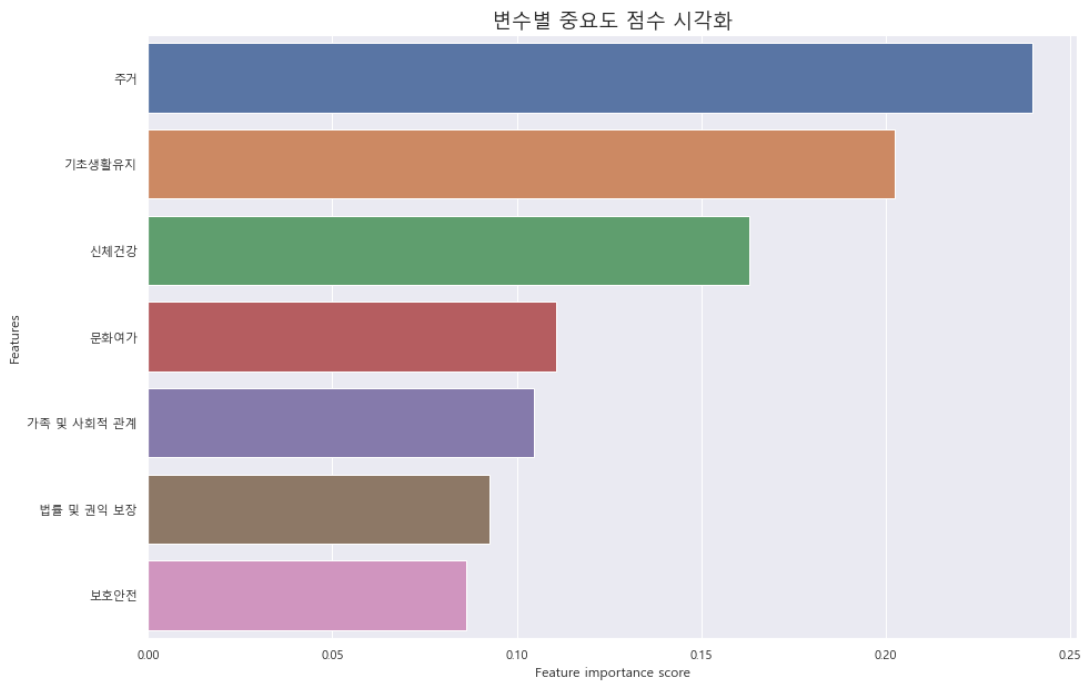 변수별 중요도 점수 시각화
주거
기초생활유지
신체건강
문화여가
가족 및 사회적 관계
법률 및 권익 보장
보호안전
Features
0.00 0.05 0.10 0.15 0.20 0.25
Feature importance score